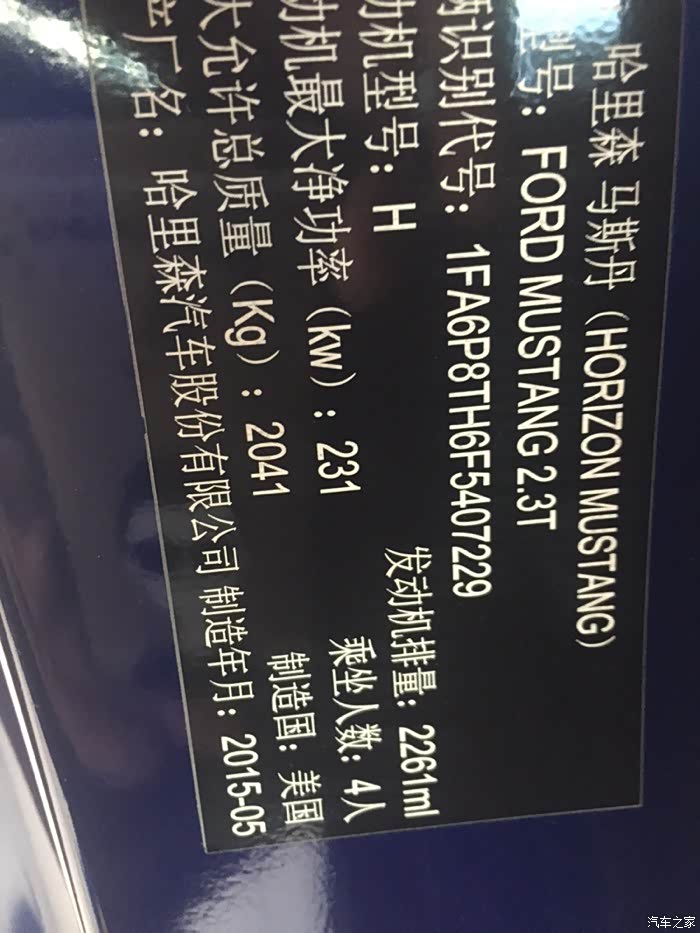 哈里森 马斯丹（HORIZON MUSTANG）
型号：FORD MUSTANG 2.3T
识别代号：1FA6P8TH6F5407229
动机型号：H 发动机排量：2261ml
动机最大净功率（kw）：231 乘坐人数：4人
大允许总质量（Kg）：2041 制造国：美国
厂名：哈里森汽车股份有限公司 制造年月：2015-05
汽车之家